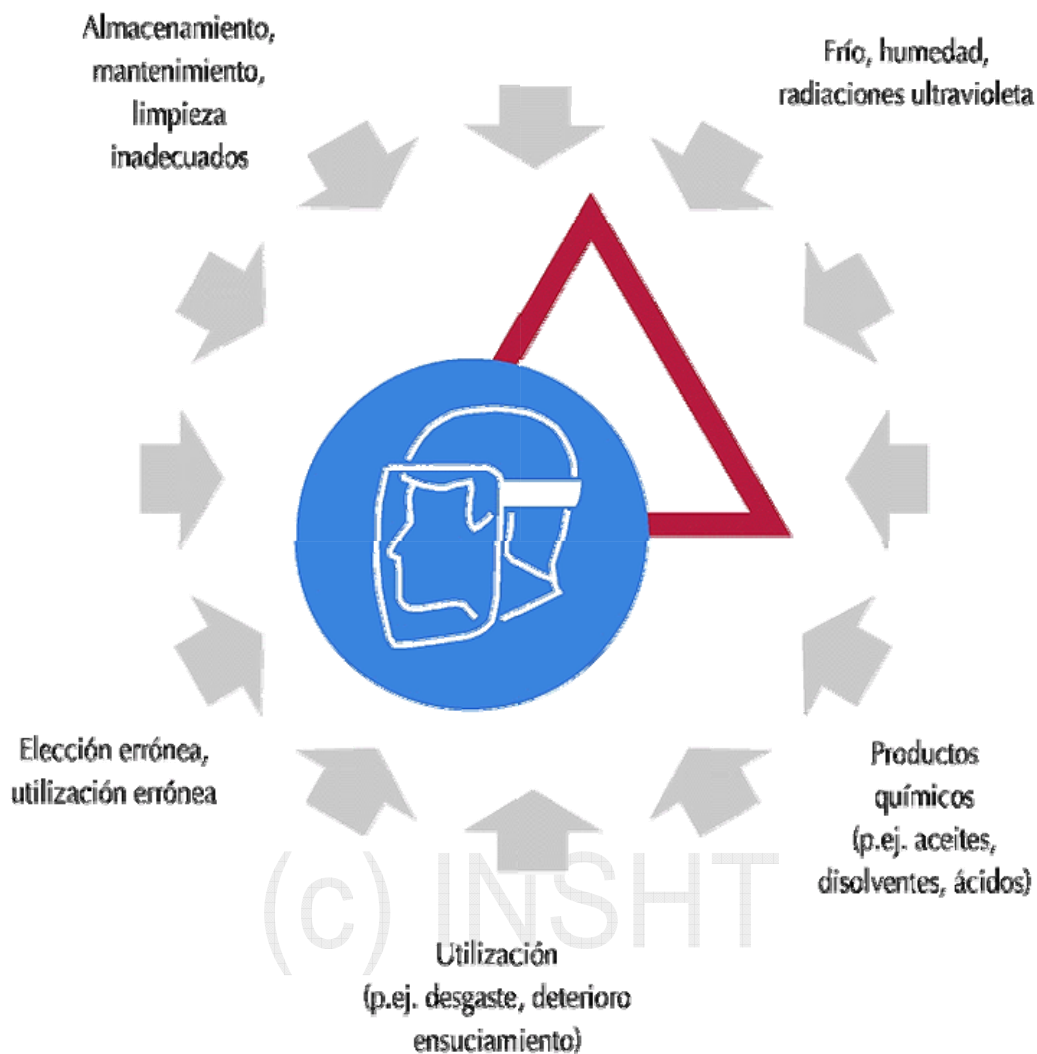 Almacenamiento,
mantenimiento,
limpieza
inadecuados
Frío, humedad,
radiaciones ultravioleta
Elección errónea,
utilización errónea
Productos
químicos
(p.ej. aceites,
disolventes, ácidos)
(c) INSHT
Utilización
(p.ej. desgaste, deterioro
ensuciamiento)